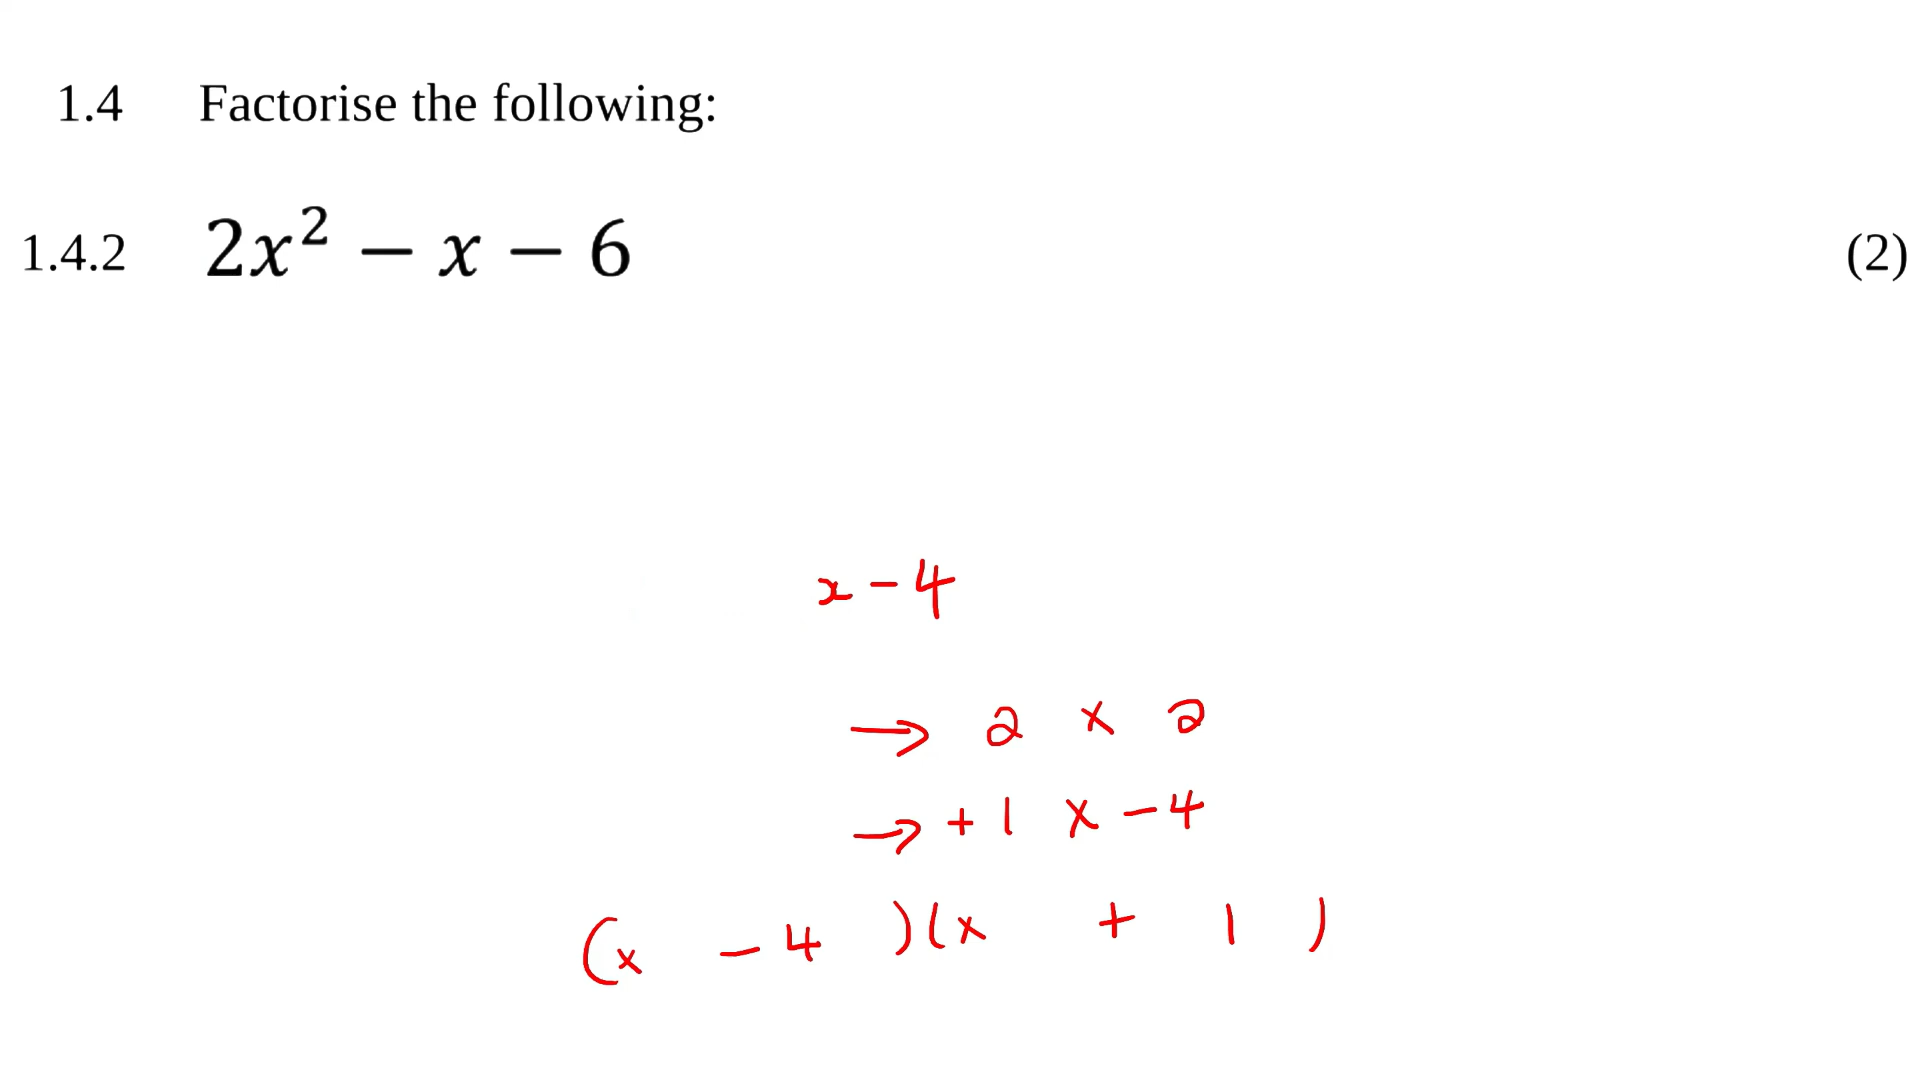 1.4 Factorise the following:
1.4.2 2x² − x − 6 (2)
x - 4
→ 2 x 2
→ +1 x -4
(x - 4)(x + 1)